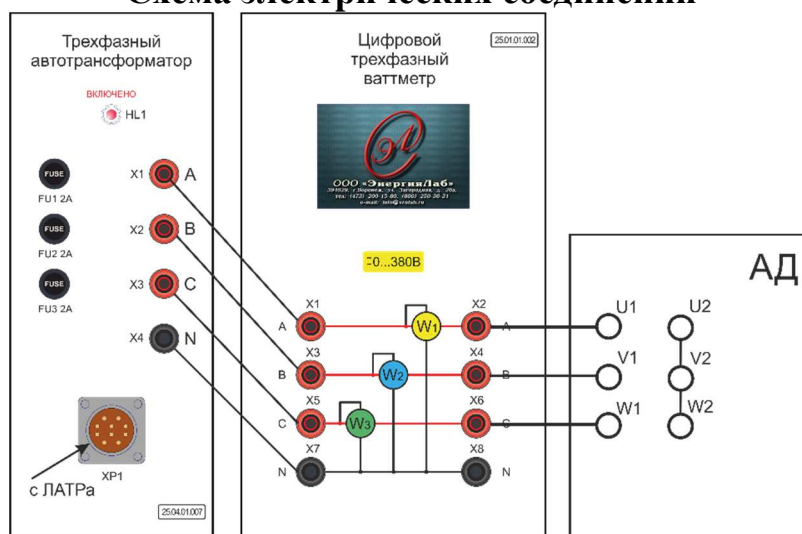 Схема электрических соединений
Трехфазный
автотрансформатор
ВКЛЮЧЕНО
HL1
FUSE
FU1 2A
FUSE
FU2 2A
FUSE
FU3 2A
X1 A
X2 B
X3 C
X4 N
XP1
с ЛАТРа
25.04.01.007
Цифровой
трехфазный
ваттметр
25.01.01.002
ООО «ЭнергияЛаб»
0...380В
X1 X2
A W1 A
X3 X4
B W2 B
X5 X6
C W3 C
X7 X8
N N
АД
U1 U2
V1 V2
W1 W2